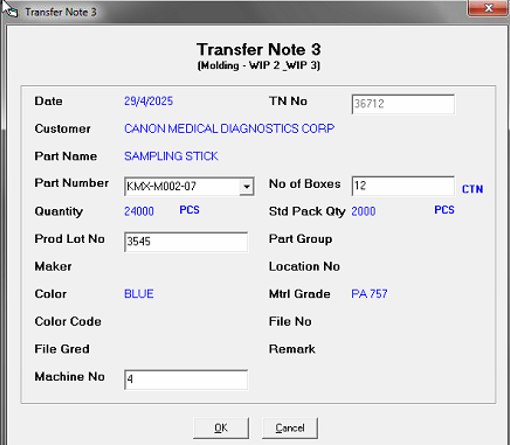 Transfer Note 3
Transfer Note 3
(Molding - WIP 2 _WIP 3)
Date 29/4/2025 TN No 36712
Customer CANON MEDICAL DIAGNOSTICS CORP
Part Name SAMPLING STICK
Part Number KMX-M002-07 No of Boxes 12 CTN
Quantity 24000 PCS Std Pack Qty 2000 PCS
Prod Lot No 3545 Part Group
Maker Location No
Color BLUE Mtrl Grade PA 757
Color Code File No
File Gred Remark
Machine No 4
OK Cancel